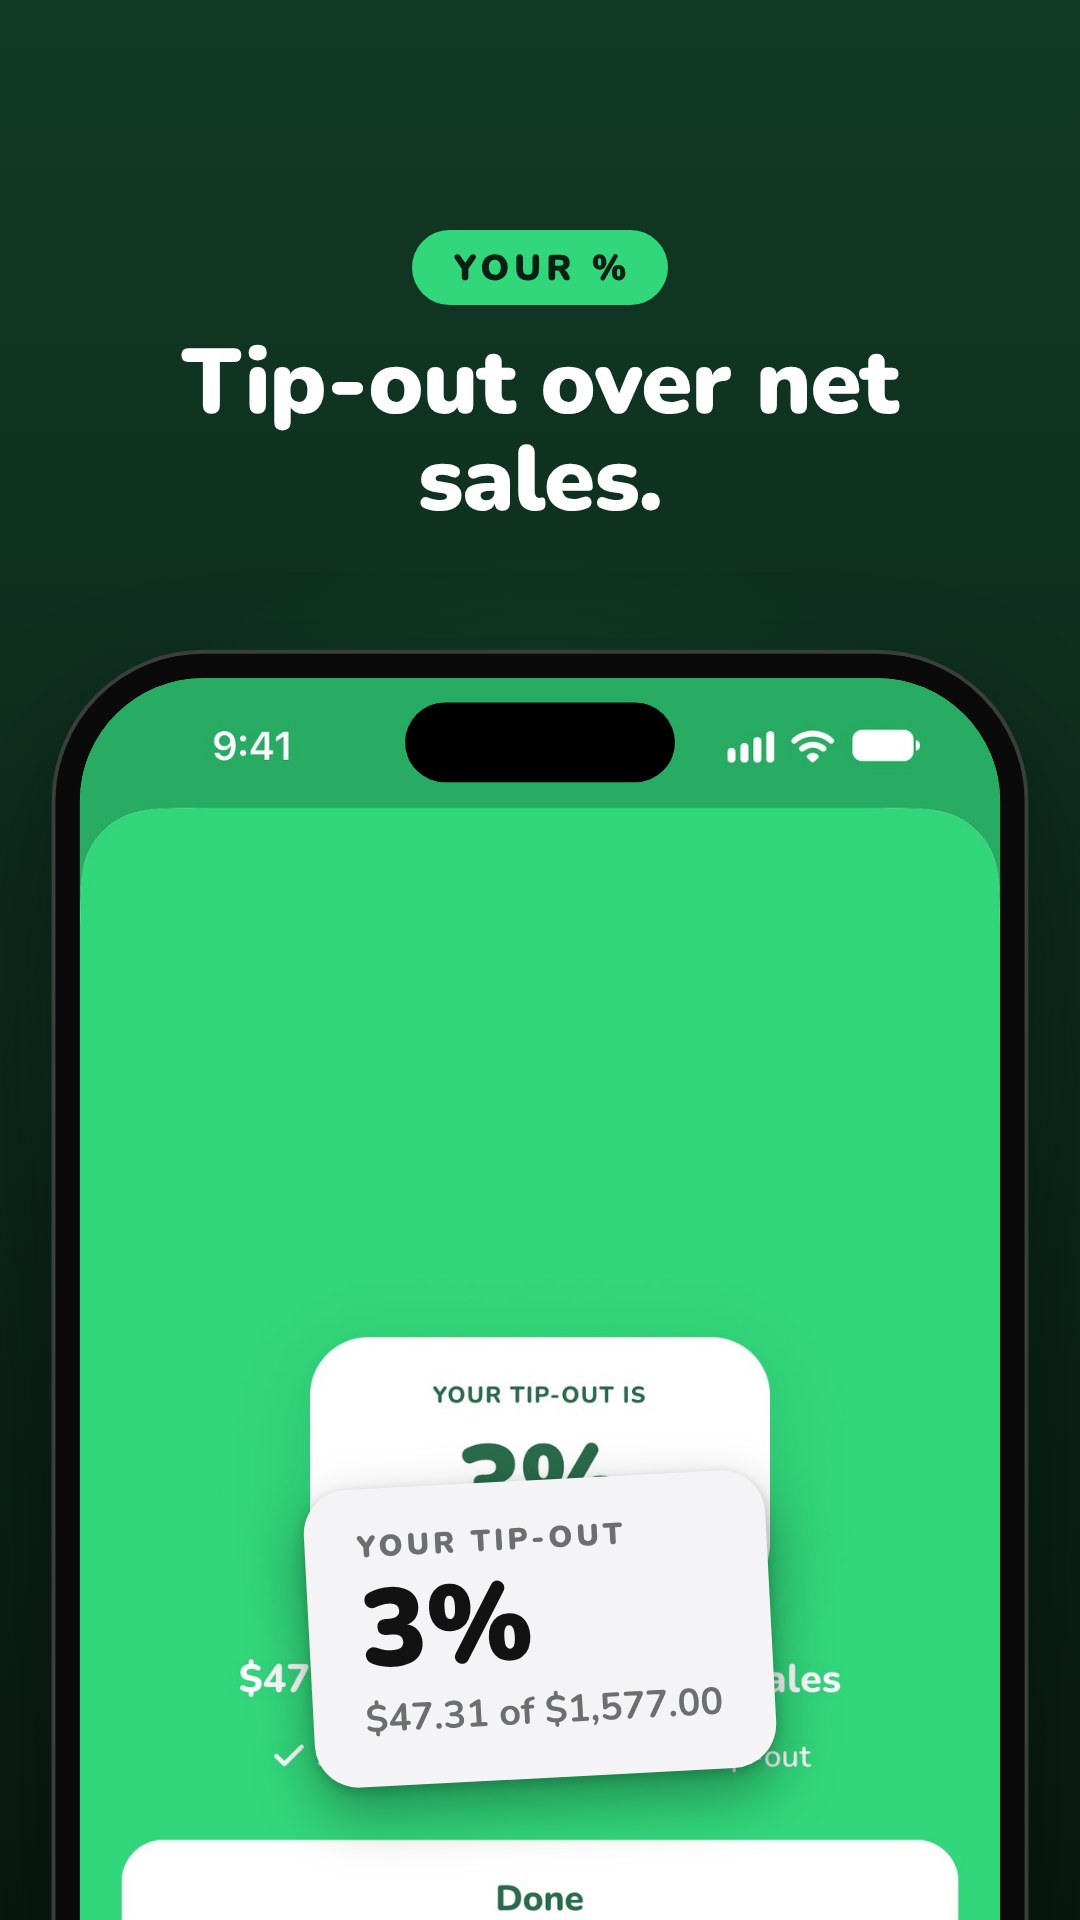 YOUR %
Tip-out over net
sales.
9:41
YOUR TIP-OUT IS
3%
YOUR TIP-OUT
3%
$47.31 of $1,577.00
Done